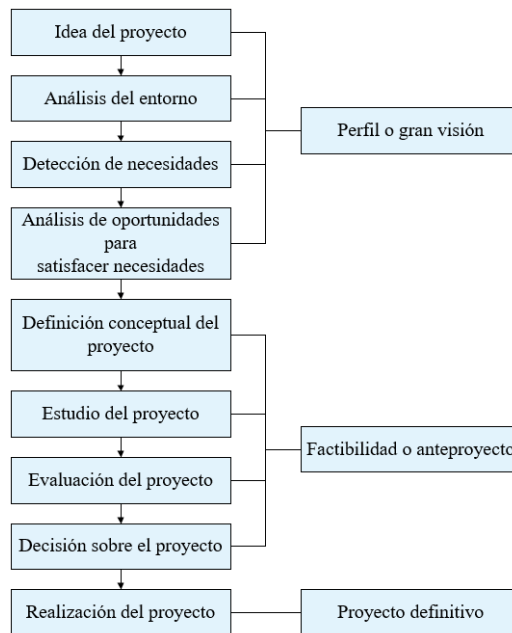 Idea del proyecto
Análisis del entorno
Perfil o gran visión
Detección de necesidades
Análisis de oportunidades
para
satisfacer necesidades
Definición conceptual del
proyecto
Estudio del proyecto
Factibilidad o anteproyecto
Evaluación del proyecto
Decisión sobre el proyecto
Realización del proyecto
Proyecto definitivo